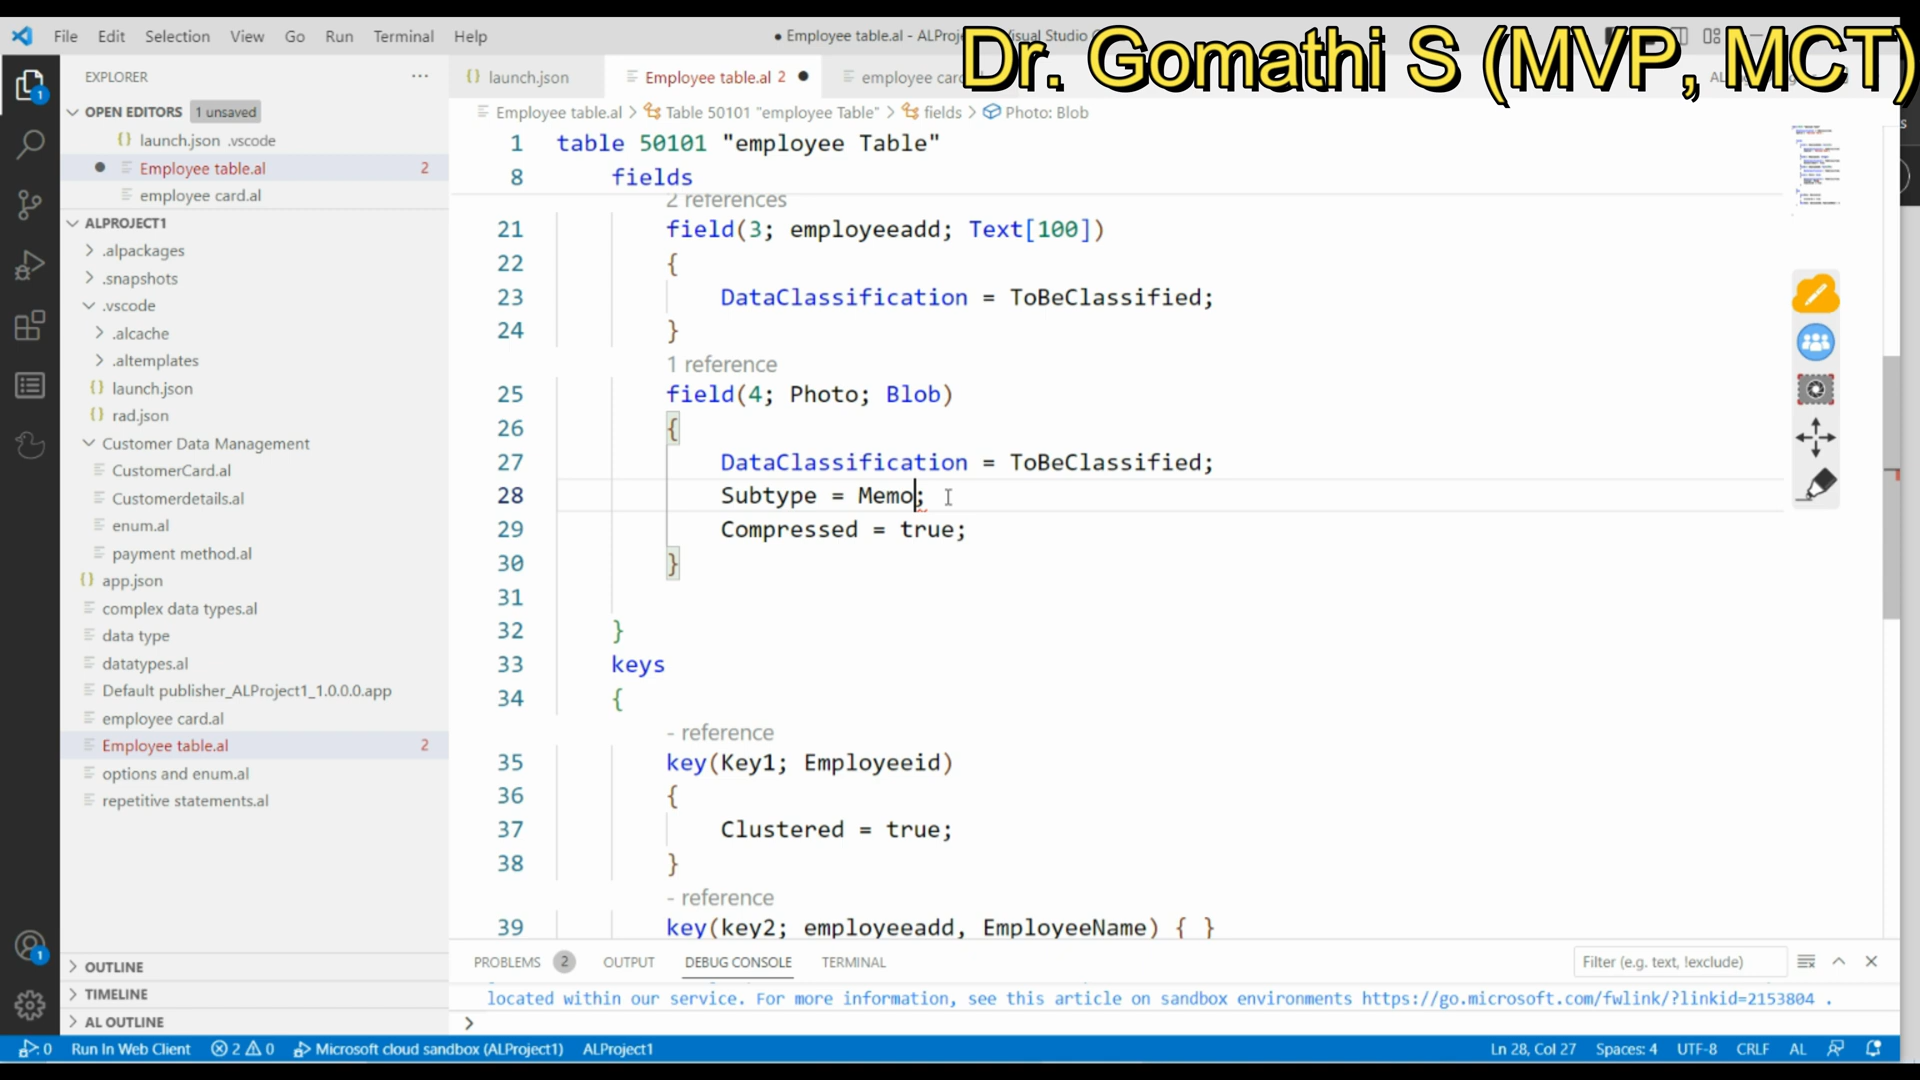 File Edit Selection View Go Run Terminal Help
● Employee table.al - ALProje
Visual Studio
Dr. Gomathi S (MVP, MCT)
EXPLORER
OPEN EDITORS 1 unsaved
launch.json .vscode
Employee table.al 2
employee card.al
ALPROJECT1
.alpackages
.snapshots
.vscode
.alcache
.altemplates
launch.json
rad.json
Customer Data Management
CustomerCard.al
Customerdetails.al
enum.al
payment method.al
app.json
complex data types.al
data type
datatypes.al
Default publisher_ALProject1_1.0.0.0.app
employee card.al
Employee table.al 2
options and enum.al
repetitive statements.al
OUTLINE
TIMELINE
AL OUTLINE
launch.json Employee table.al 2 ● employee card
Employee table.al > Table 50101 "employee Table" > fields > Photo: Blob
1 table 50101 "employee Table"
8 fields
2 references
21 field(3; employeeadd; Text[100])
22 {
23 DataClassification = ToBeClassified;
24 }
1 reference
25 field(4; Photo; Blob)
26 {
27 DataClassification = ToBeClassified;
28 Subtype = Memo;
29 Compressed = true;
30 }
31
32 }
33 keys
34 {
- reference
35 key(Key1; Employeeid)
36 {
37 Clustered = true;
38 }
- reference
39 key(key2; employeeadd, EmployeeName) { }
PROBLEMS 2 OUTPUT DEBUG CONSOLE TERMINAL Filter (e.g. text, !exclude)
located within our service. For more information, see this article on sandbox environments https://go.microsoft.com/fwlink/?linkid=2153804 .
>
0 Run In Web Client 2 0 Microsoft cloud sandbox (ALProject1) ALProject1 Ln 28, Col 27 Spaces: 4 UTF-8 CRLF AL